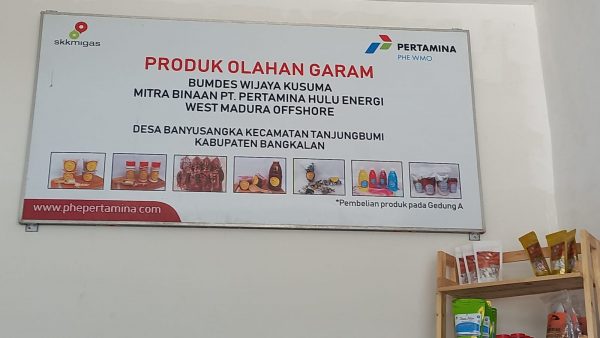 skkmigas
PERTAMINA
PHE WMO
PRODUK OLAHAN GARAM
BUMDES WIJAYA KUSUMA
MITRA BINAAN PT. PERTAMINA HULU ENERGI
WEST MADURA OFFSHORE
DESA BANYUSANGKA KECAMATAN TANJUNGBUMI
KABUPATEN BANGKALAN
*Pembelian produk pada Gedung A
www.phepertamina.com